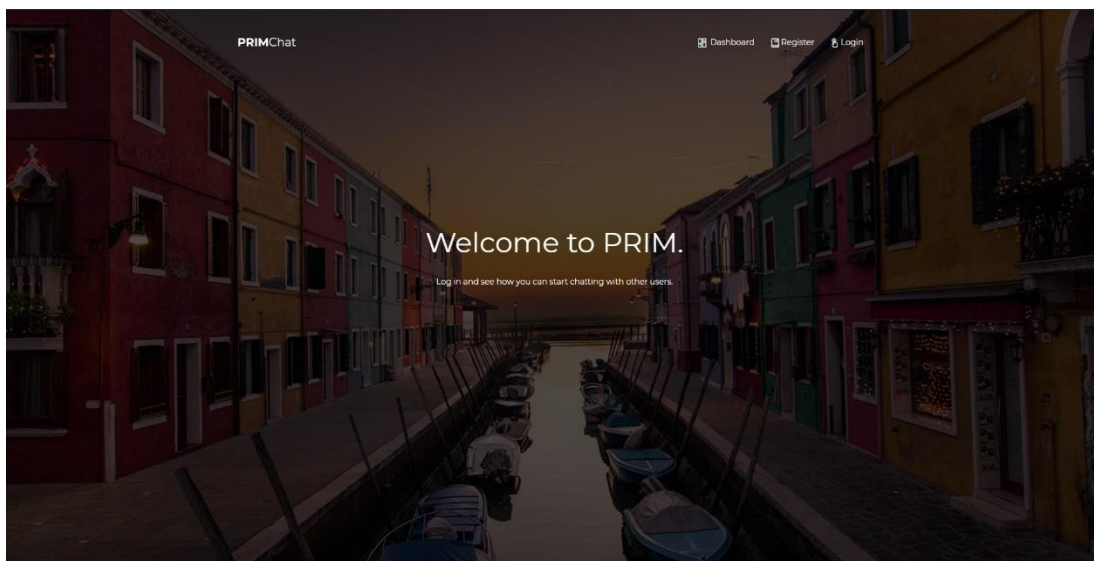 PRIMChat
Dashboard Register Login
Welcome to PRIM.
Log in and see how you can start chatting with other users.